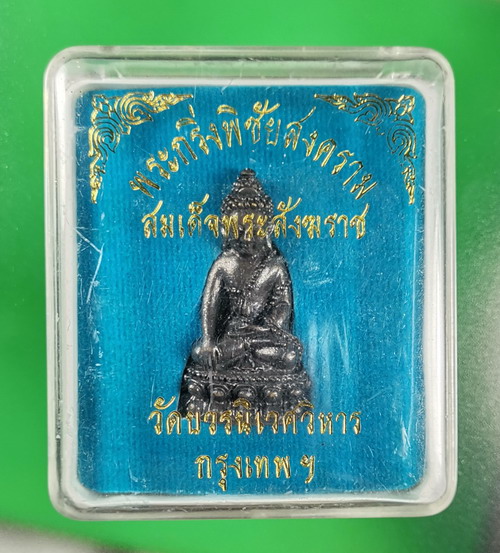 พระกริ่งพิชัยสงคราม
สมเด็จพระสังฆราช
วัดบวรนิเวศวิหาร
กรุงเทพ ฯ